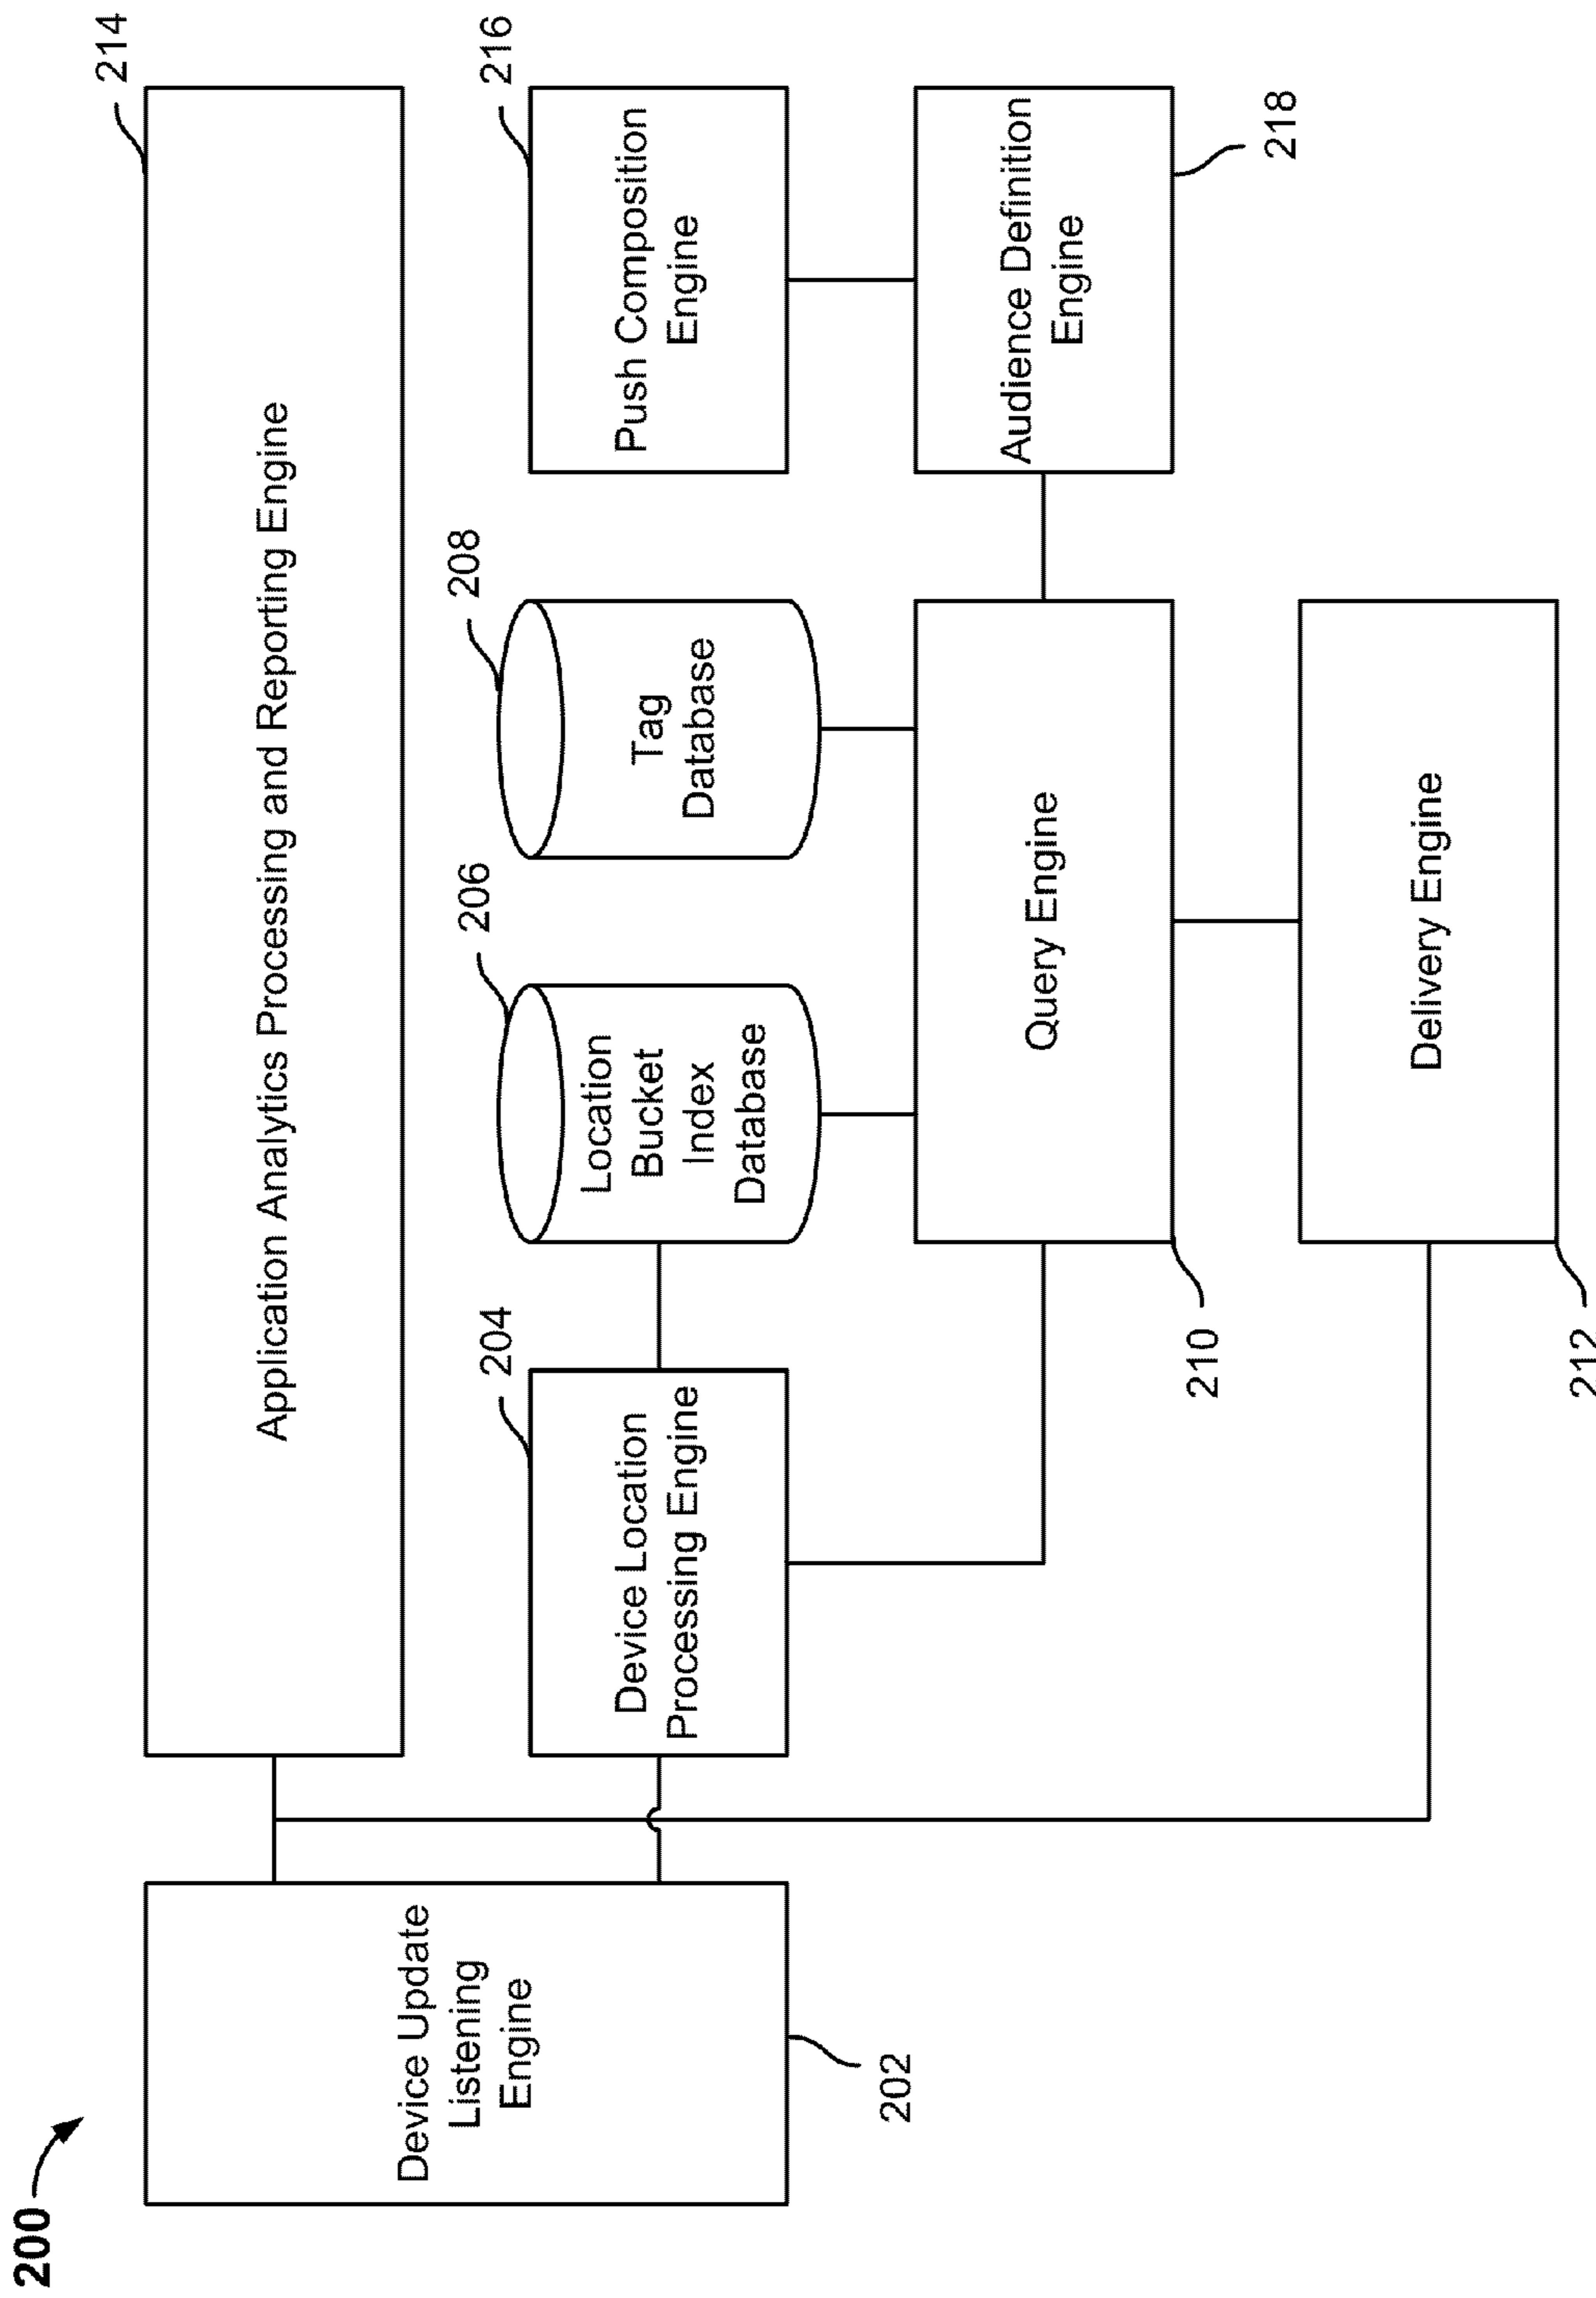 200
214
Application Analytics Processing and Reporting Engine
Device Update
Listening
Engine
202
204
Device Location
Processing Engine
206
Location
Bucket
Index
Database
208
Tag
Database
216
Push Composition
Engine
Query Engine
210
Audience Definition
Engine
218
Delivery Engine
212